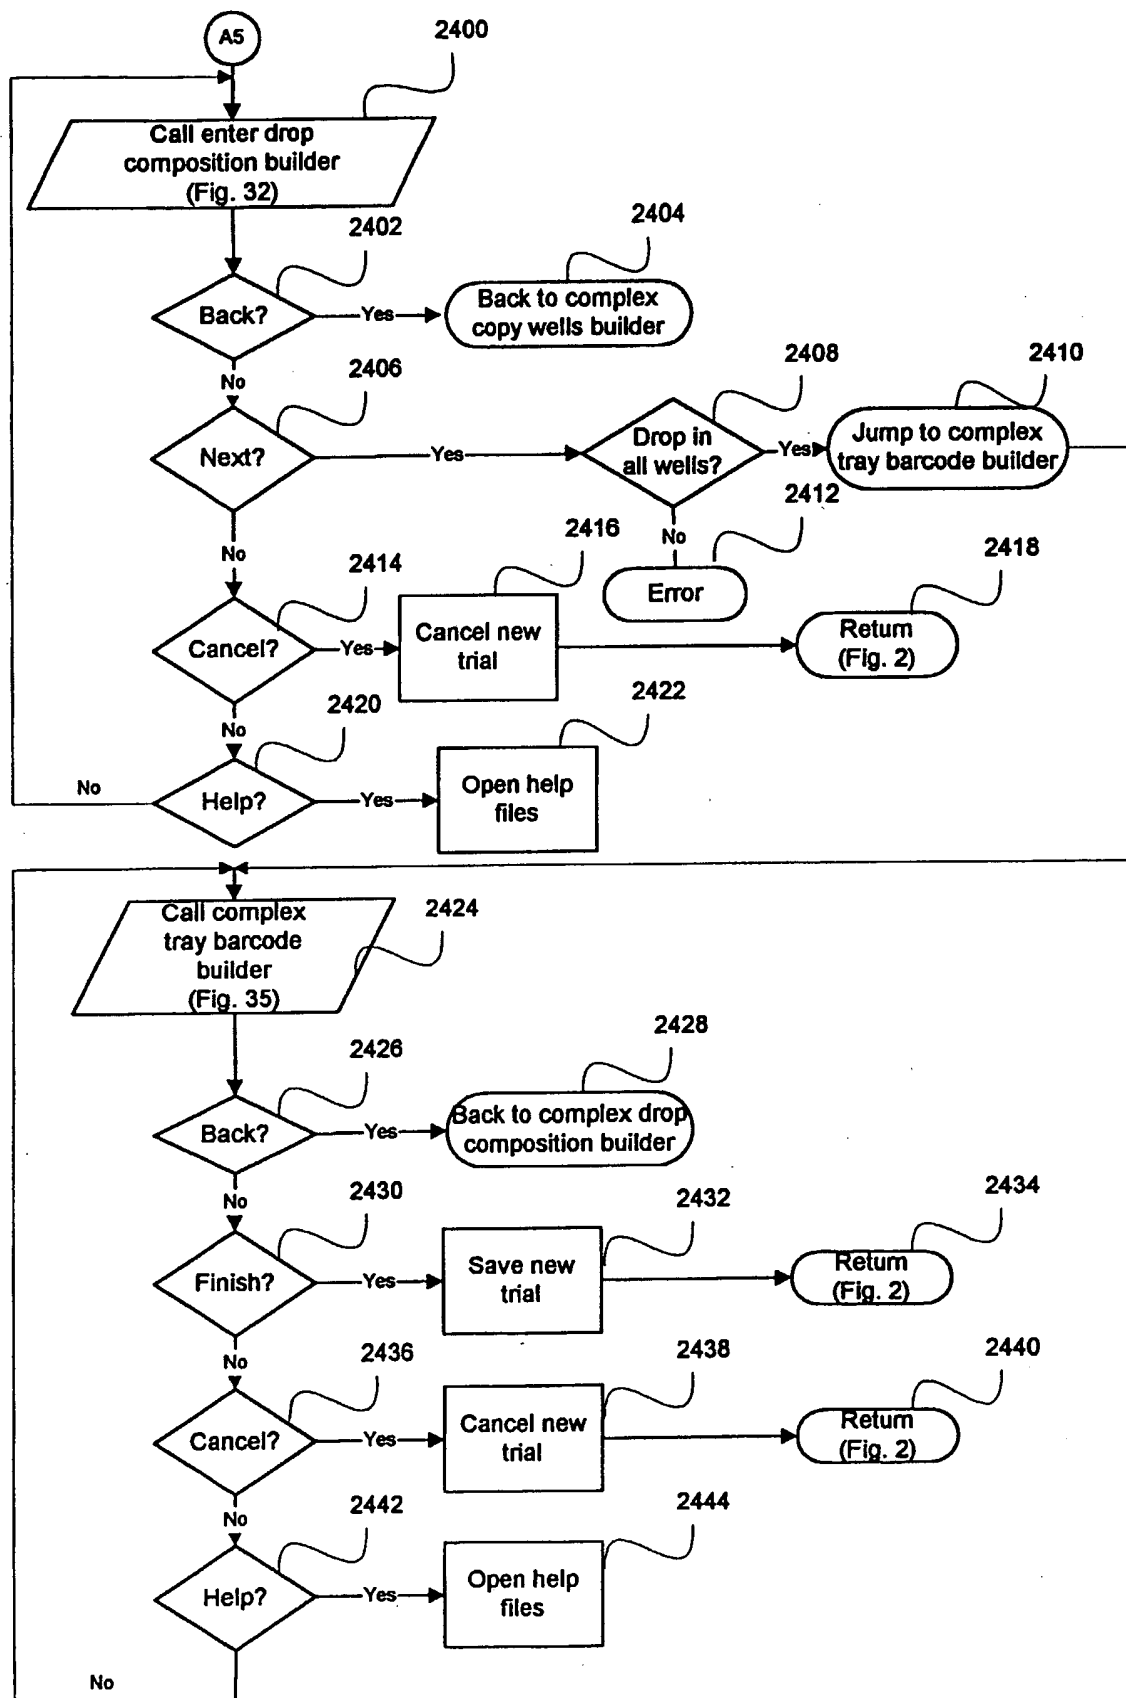 A5
2400
Call enter drop
composition builder
(Fig. 32)
2402
2404
Back?
Yes
Back to complex
copy wells builder
No
2406
2408
2410
Next?
Yes
Drop in
all wells?
Yes
Jump to complex
tray barcode builder
No
2412
Error
No
2414
2416
2418
Cancel?
Yes
Cancel new
trial
Return
(Fig. 2)
No
2420
2422
No
Help?
Yes
Open help
files
Call complex
tray barcode
builder
(Fig. 35)
2424
2426
2428
Back?
Yes
Back to complex drop
composition builder
No
2430
2432
2434
Finish?
Yes
Save new
trial
Return
(Fig. 2)
No
2436
2438
2440
Cancel?
Yes
Cancel new
trial
Return
(Fig. 2)
No
2442
2444
Help?
Yes
Open help
files
No